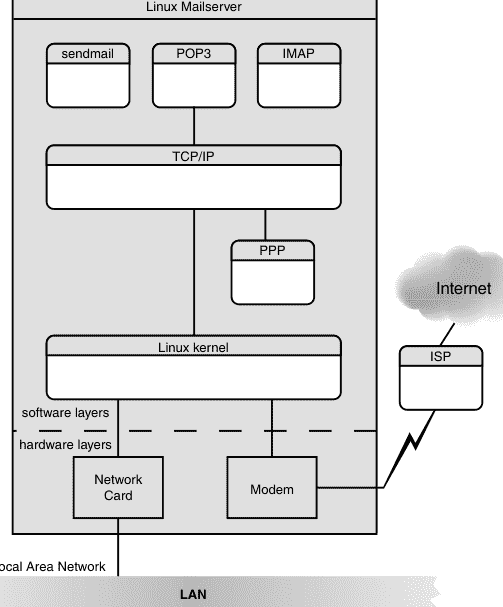 Linux Mailserver
sendmail
POP3
IMAP
TCP/IP
PPP
Internet
Linux kernel
ISP
software layers
hardware layers
Network
Card
Modem
ocal Area Network
LAN